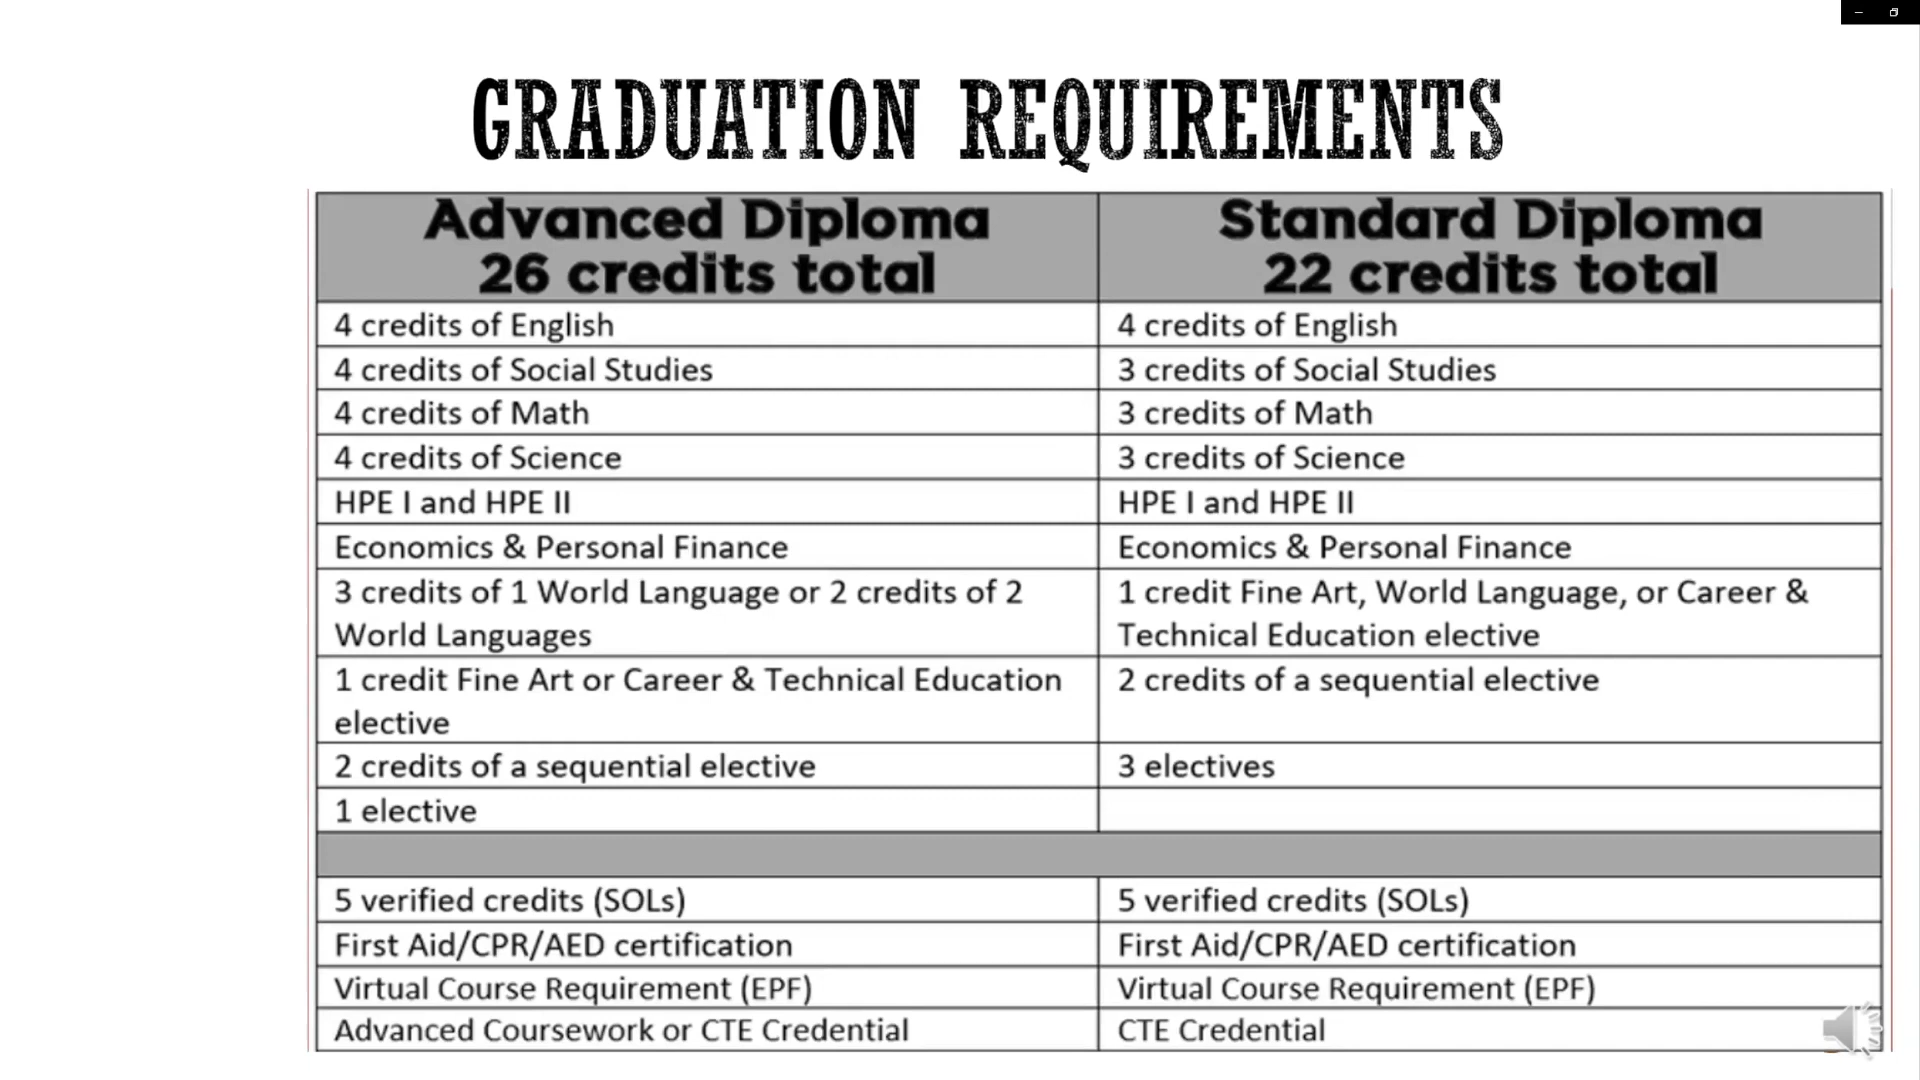 GRADUATION REQUIREMENTS
Advanced Diploma
26 credits total
Standard Diploma
22 credits total
4 credits of English
4 credits of English
4 credits of Social Studies
3 credits of Social Studies
4 credits of Math
3 credits of Math
4 credits of Science
3 credits of Science
HPE I and HPE II
HPE I and HPE II
Economics & Personal Finance
Economics & Personal Finance
3 credits of 1 World Language or 2 credits of 2
World Languages
1 credit Fine Art, World Language, or Career &
Technical Education elective
1 credit Fine Art or Career & Technical Education
elective
2 credits of a sequential elective
2 credits of a sequential elective
3 electives
1 elective
5 verified credits (SOLs)
5 verified credits (SOLs)
First Aid/CPR/AED certification
First Aid/CPR/AED certification
Virtual Course Requirement (EPF)
Virtual Course Requirement (EPF)
Advanced Coursework or CTE Credential
CTE Credential